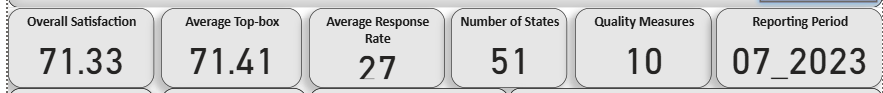 Overall Satisfaction
71.33
Average Top-box
71.41
Average Response
Rate
27
Number of States
51
Quality Measures
10
Reporting Period
07_2023